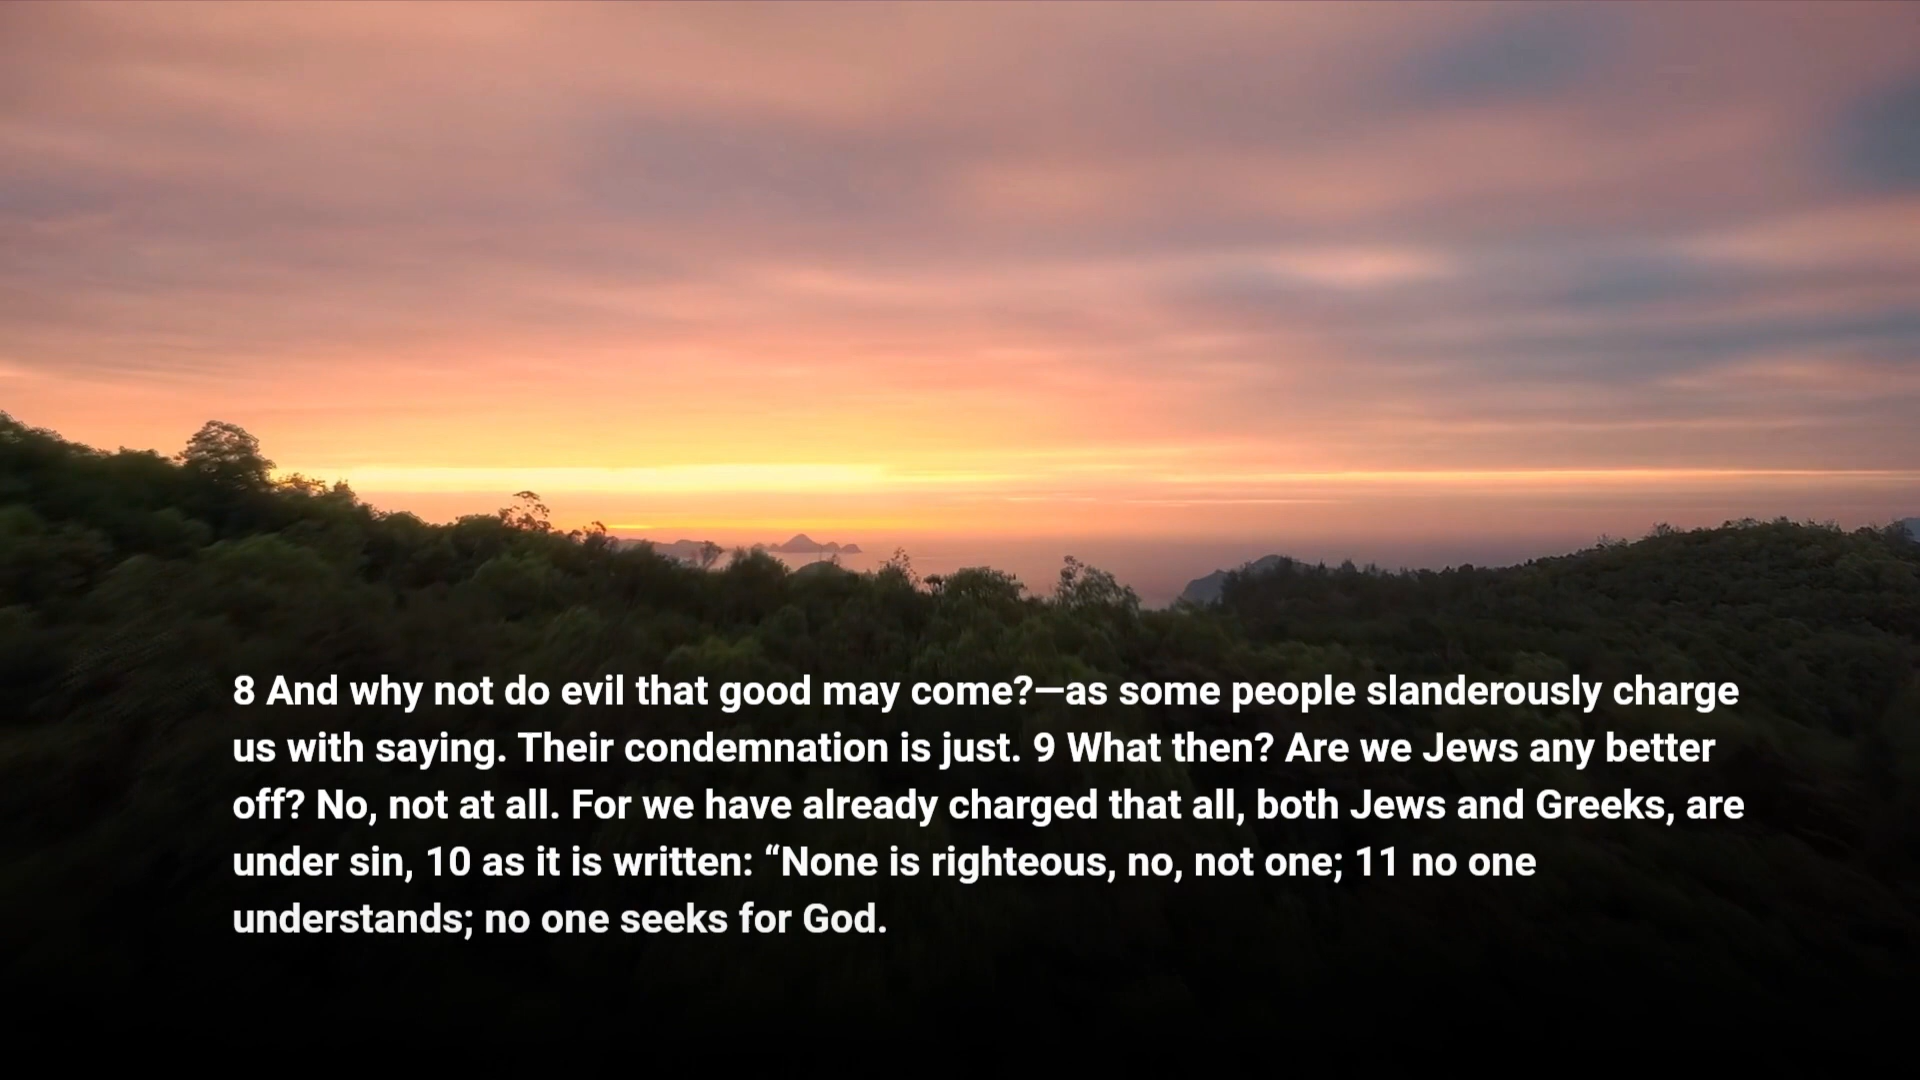 8 And why not do evil that good may come?—as some people slanderously charge
us with saying. Their condemnation is just. 9 What then? Are we Jews any better
off? No, not at all. For we have already charged that all, both Jews and Greeks, are
under sin, 10 as it is written: “None is righteous, no, not one; 11 no one
understands; no one seeks for God.